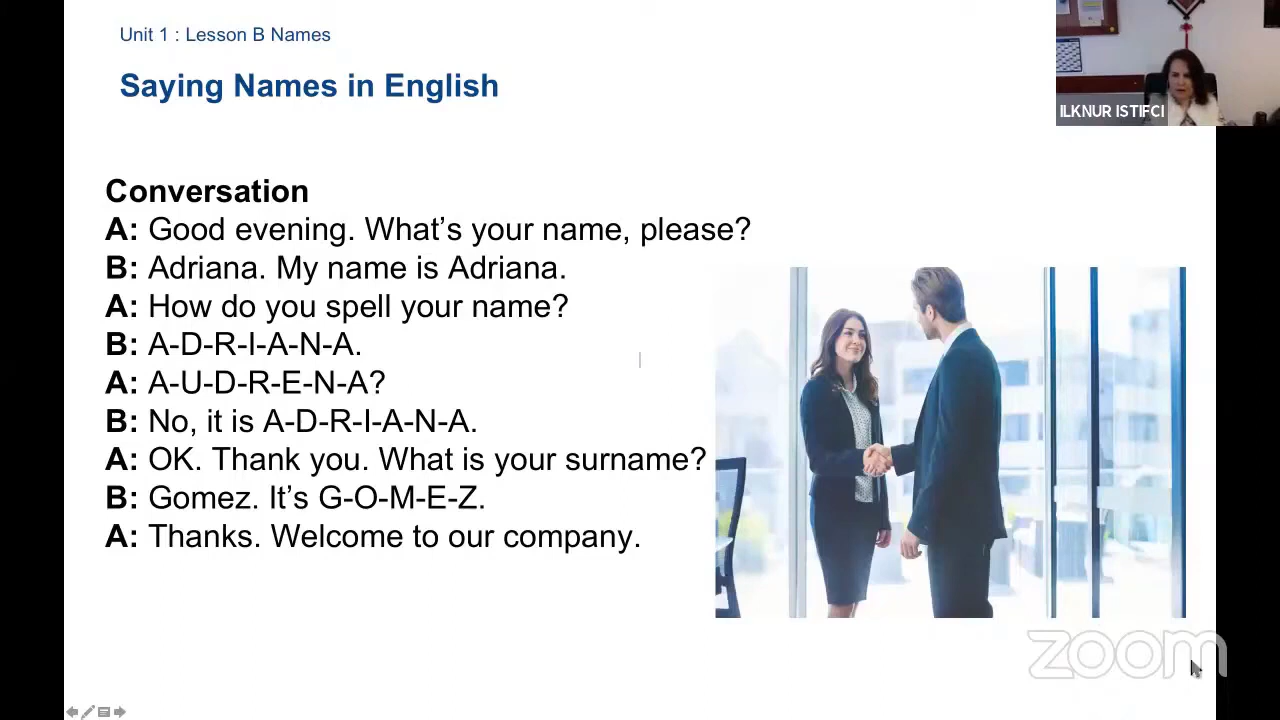 Unit 1 : Lesson B Names
Saying Names in English
ILKNUR ISTIFCI
Conversation
A: Good evening. What’s your name, please?
B: Adriana. My name is Adriana.
A: How do you spell your name?
B: A-D-R-I-A-N-A.
A: A-U-D-R-E-N-A?
B: No, it is A-D-R-I-A-N-A.
A: OK. Thank you. What is your surname?
B: Gomez. It’s G-O-M-E-Z.
A: Thanks. Welcome to our company.
zoom